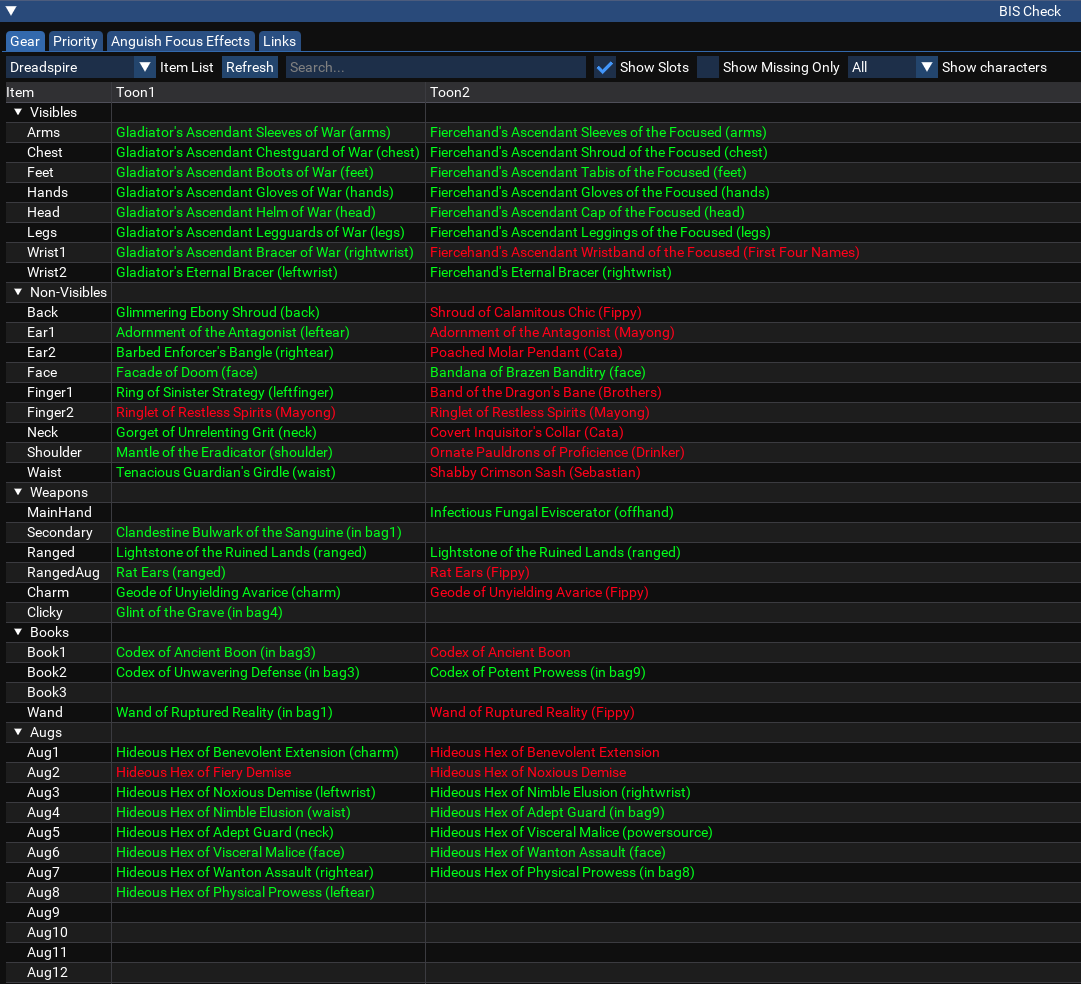 BIS Check
Gear Priority Anguish Focus Effects Links
Dreadspire Item List Refresh Search... Show Slots Show Missing Only All Show characters
Item Toon1 Toon2
Visibles
Arms Gladiator's Ascendant Sleeves of War (arms) Fiercehand's Ascendant Sleeves of the Focused (arms)
Chest Gladiator's Ascendant Chestguard of War (chest) Fiercehand's Ascendant Shroud of the Focused (chest)
Feet Gladiator's Ascendant Boots of War (feet) Fiercehand's Ascendant Tabis of the Focused (feet)
Hands Gladiator's Ascendant Gloves of War (hands) Fiercehand's Ascendant Gloves of the Focused (hands)
Head Gladiator's Ascendant Helm of War (head) Fiercehand's Ascendant Cap of the Focused (head)
Legs Gladiator's Ascendant Legguards of War (legs) Fiercehand's Ascendant Leggings of the Focused (legs)
Wrist1 Gladiator's Ascendant Bracer of War (rightwrist) Fiercehand's Ascendant Wristband of the Focused (First Four Names)
Wrist2 Gladiator's Eternal Bracer (leftwrist) Fiercehand's Eternal Bracer (rightwrist)
Non-Visibles
Back Glimmering Ebony Shroud (back) Shroud of Calamitous Chic (Fippy)
Ear1 Adornment of the Antagonist (leftear) Adornment of the Antagonist (Mayong)
Ear2 Barbed Enforcer's Bangle (rightear) Poached Molar Pendant (Cata)
Face Facade of Doom (face) Bandana of Brazen Banditry (face)
Finger1 Ring of Sinister Strategy (leftfinger) Band of the Dragon's Bane (Brothers)
Finger2 Ringlet of Restless Spirits (Mayong) Ringlet of Restless Spirits (Mayong)
Neck Gorget of Unrelenting Grit (neck) Covert Inquisitor's Collar (Cata)
Shoulder Mantle of the Eradicator (shoulder) Ornate Pauldrons of Proficience (Drinker)
Waist Tenacious Guardian's Girdle (waist) Shabby Crimson Sash (Sebastian)
Weapons
MainHand Infectious Fungal Eviscerator (offhand)
Secondary Clandestine Bulwark of the Sanguine (in bag1)
Ranged Lightstone of the Ruined Lands (ranged) Lightstone of the Ruined Lands (ranged)
RangedAug Rat Ears (ranged) Rat Ears (Fippy)
Charm Geode of Unyielding Avarice (charm) Geode of Unyielding Avarice (Fippy)
Clicky Glint of the Grave (in bag4)
Books
Book1 Codex of Ancient Boon (in bag3) Codex of Ancient Boon
Book2 Codex of Unwavering Defense (in bag3) Codex of Potent Prowess (in bag9)
Book3
Wand Wand of Ruptured Reality (in bag1) Wand of Ruptured Reality (Fippy)
Augs
Aug1 Hideous Hex of Benevolent Extension (charm) Hideous Hex of Benevolent Extension
Aug2 Hideous Hex of Fiery Demise Hideous Hex of Noxious Demise
Aug3 Hideous Hex of Noxious Demise (leftwrist) Hideous Hex of Nimble Elusion (rightwrist)
Aug4 Hideous Hex of Nimble Elusion (waist) Hideous Hex of Adept Guard (in bag9)
Aug5 Hideous Hex of Adept Guard (neck) Hideous Hex of Visceral Malice (powersource)
Aug6 Hideous Hex of Visceral Malice (face) Hideous Hex of Wanton Assault (face)
Aug7 Hideous Hex of Wanton Assault (rightear) Hideous Hex of Physical Prowess (in bag8)
Aug8 Hideous Hex of Physical Prowess (leftear)
Aug9
Aug10
Aug11
Aug12